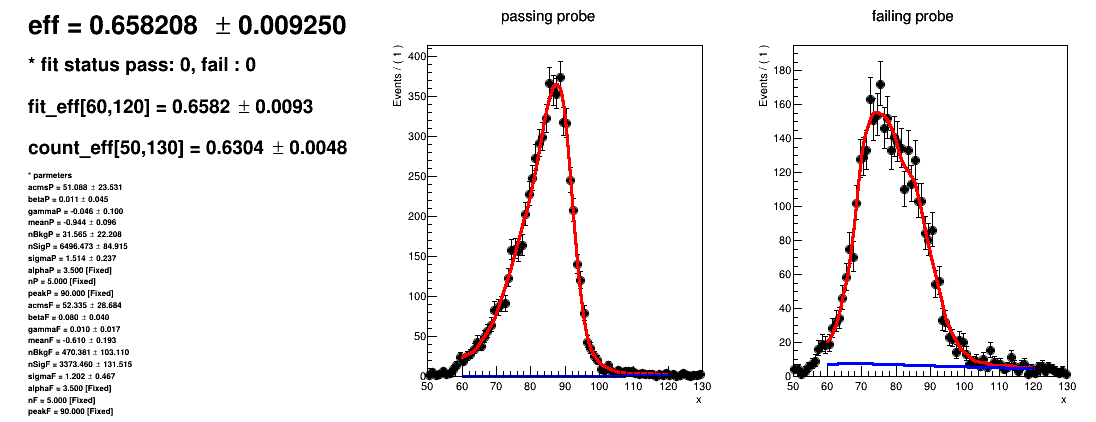 eff = 0.658208 ± 0.009250
* fit status pass: 0, fail : 0
fit_eff[60,120] = 0.6582 ± 0.0093
count_eff[50,130] = 0.6304 ± 0.0048
* parmeters
acmsP = 51.088 ± 23.531
betaP = 0.011 ± 0.045
gammaP = -0.046 ± 0.100
meanP = -0.944 ± 0.096
nBkgP = 31.565 ± 22.208
nSigP = 6496.473 ± 84.915
sigmaP = 1.514 ± 0.237
alphaP = 3.500 [Fixed]
nP = 5.000 [Fixed]
peakP = 90.000 [Fixed]
acmsF = 52.335 ± 28.684
betaF = 0.080 ± 0.040
gammaF = 0.010 ± 0.017
meanF = -0.610 ± 0.193
nBkgF = 470.381 ± 103.110
nSigF = 3373.460 ± 131.515
sigmaF = 1.202 ± 0.467
alphaF = 3.500 [Fixed]
nF = 5.000 [Fixed]
peakF = 90.000 [Fixed]
passing probe
Events / ( 1 )
400
350
300
250
200
150
100
50
0
50 60 70 80 90 100 110 120 130
x
failing probe
Events / ( 1 )
180
160
140
120
100
80
60
40
20
0
50 60 70 80 90 100 110 120 130
x